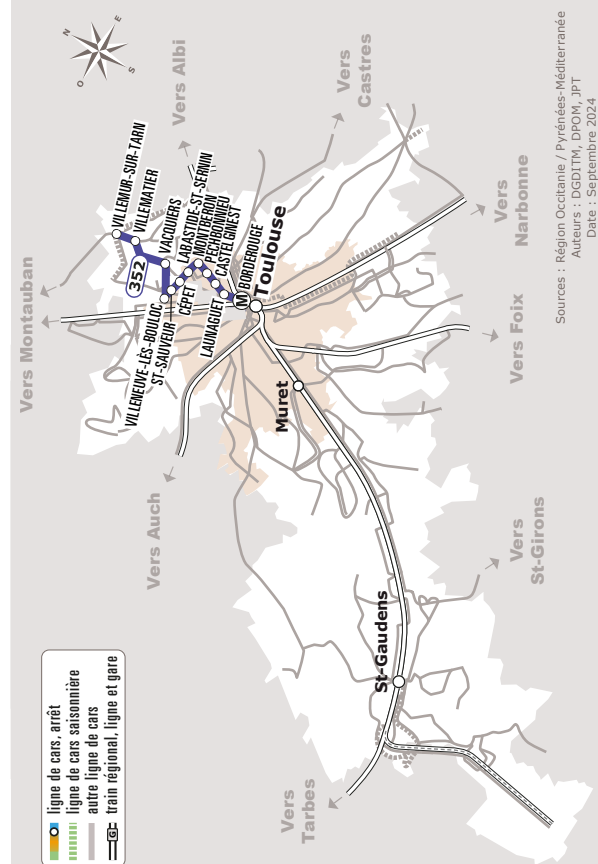 Vers Montauban
Vers Albi
Vers
Castres
Vers
Narbonne
Vers Foix
Vers
St-Girons
Vers
Tarbes
Vers Auch
N
E
S
O
352
VILLEMUR-SUR-TARN
VILLEMATIER
VACQUIERS
VILLENEUVE-LÈS-BOULOC
ST-SAUVEUR
CÉPET
LABASTIDE-ST-SERNIN
MONTBERON
PECHBONNIEU
CASTELGINEST
LAUNAGUET
M BORDEROUGE
Toulouse
Muret
St-Gaudens
ligne de cars, arrêt
ligne de cars saisonnière
autre ligne de cars
G train régional, ligne et gare
Sources : Région Occitanie / Pyrénées-Méditerranée
Auteurs : DGDITM, DPOM, JPT
Date : Septembre 2024